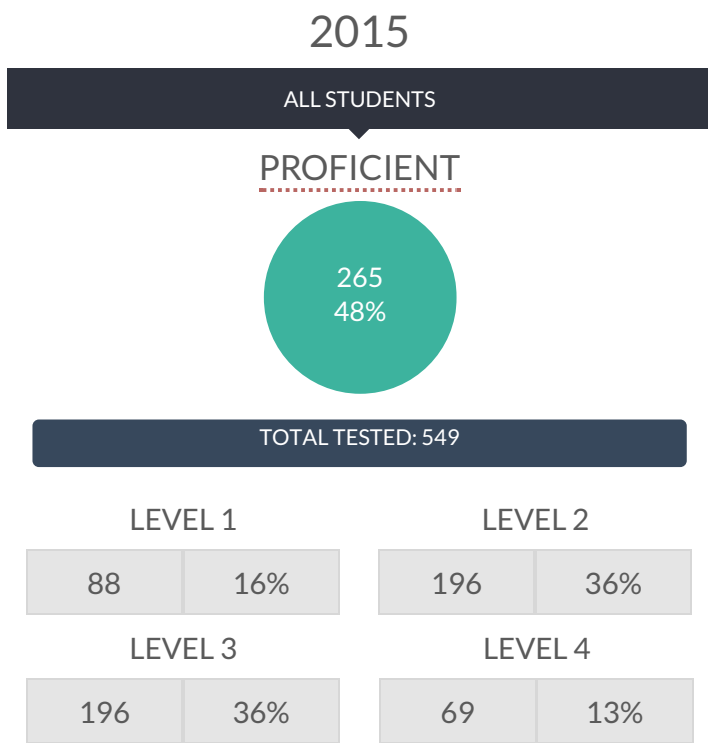 2015
ALL STUDENTS
PROFICIENT
265
48%
TOTAL TESTED: 549
LEVEL 1 LEVEL 2
88 16% 196 36%
LEVEL 3 LEVEL 4
196 36% 69 13%